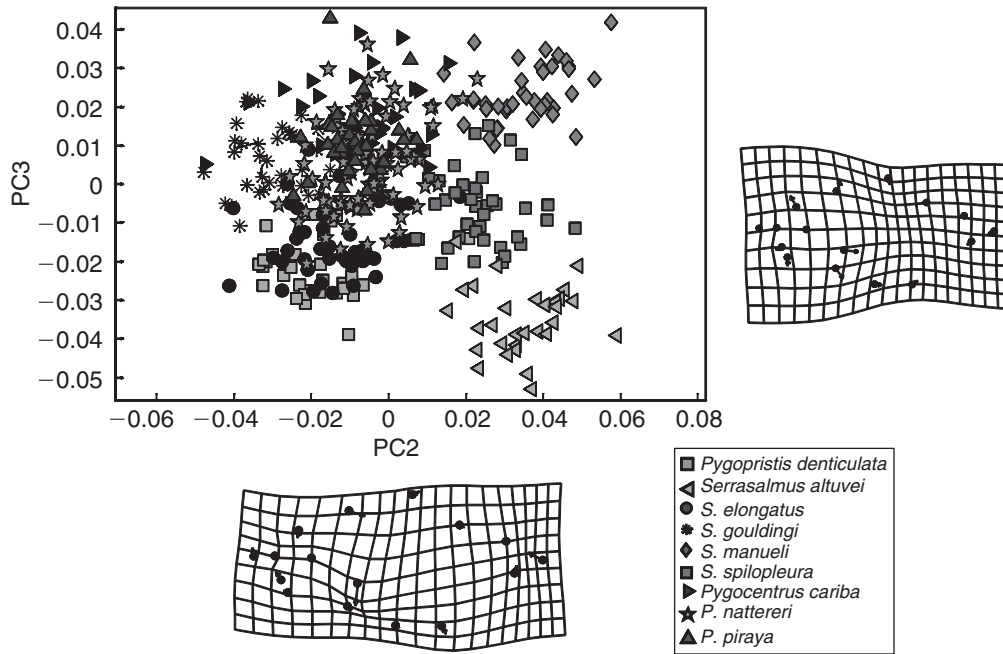 0.04
0.03
0.02
0.01
0
−0.01
−0.02
−0.03
−0.04
−0.05
PC3
−0.06 −0.04 −0.02 0 0.02 0.04 0.06 0.08
PC2
Pygopristis denticulata
Serrasalmus altuvei
S. elongatus
S. gouldingi
S. manueli
S. spilopleura
Pygocentrus cariba
P. nattereri
P. piraya